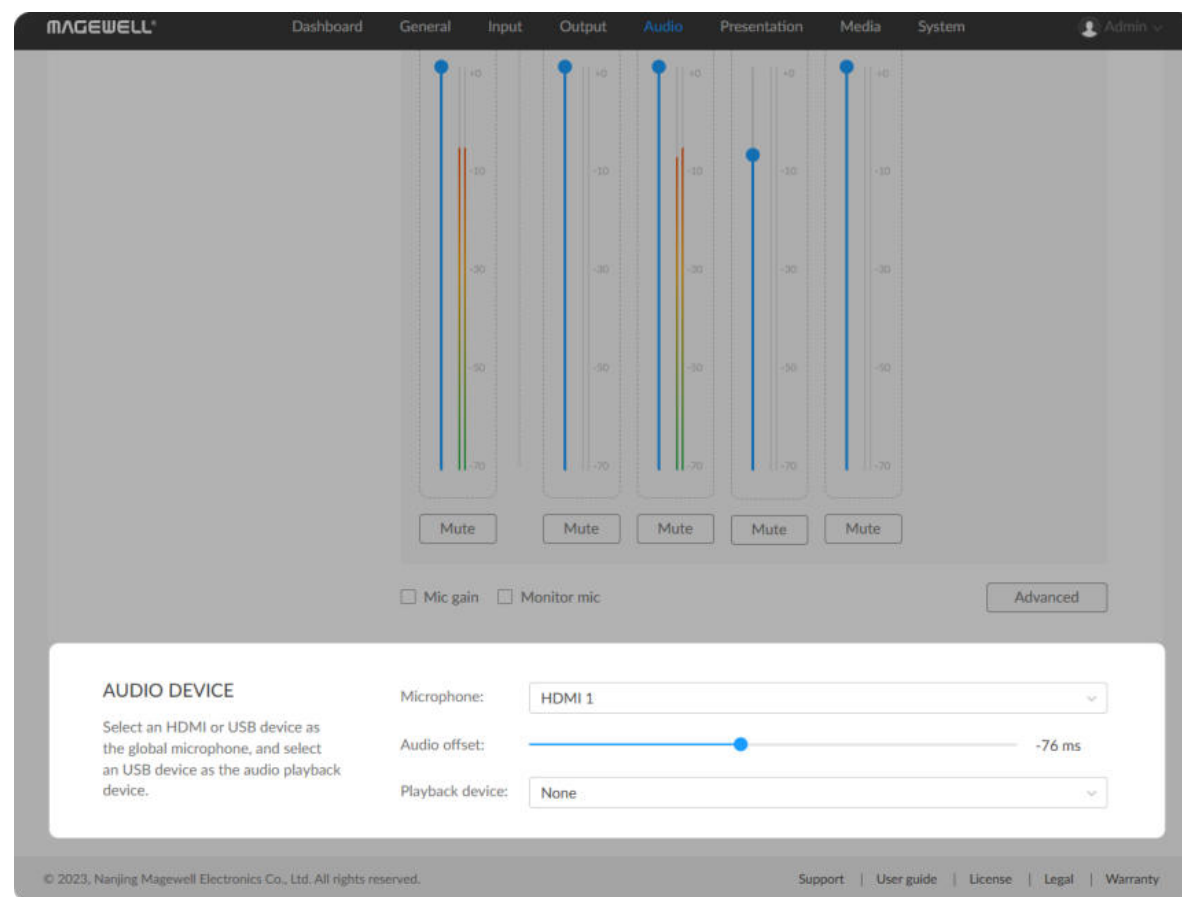 MAGEWELL®
Dashboard General Input Output Audio Presentation Media System Admin
+0 +0 +0 +0 +0
-10 -10 -10 -10 -10
-30 -30 -30 -30 -30
-50 -50 -50 -50 -50
-70 -70 -70 -70 -70
Mute Mute Mute Mute Mute
Mic gain Monitor mic Advanced
AUDIO DEVICE
Select an HDMI or USB device as
the global microphone, and select
an USB device as the audio playback
device.
Microphone: HDMI 1
Audio offset: -76 ms
Playback device: None
© 2023, Nanjing Magewell Electronics Co., Ltd. All rights reserved.
Support | User guide | License | Legal | Warranty